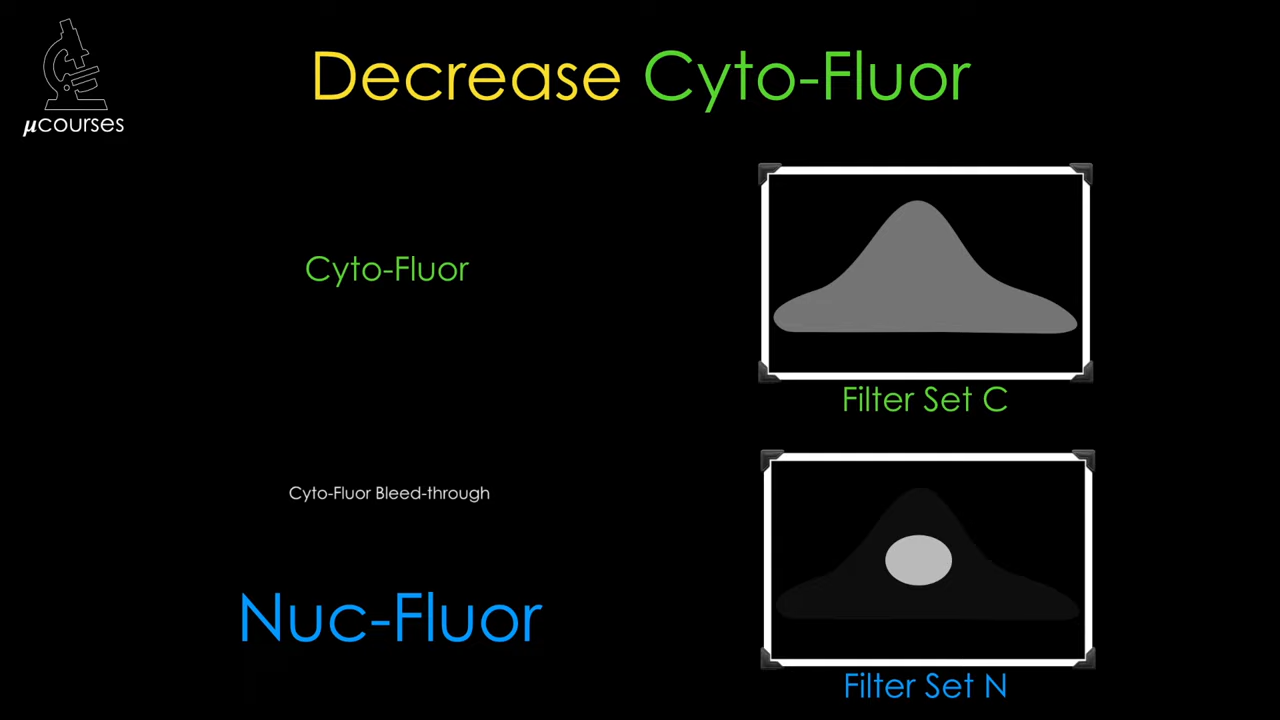 µcourses
Decrease Cyto-Fluor
Cyto-Fluor
Filter Set C
Cyto-Fluor Bleed-through
Nuc-Fluor
Filter Set N